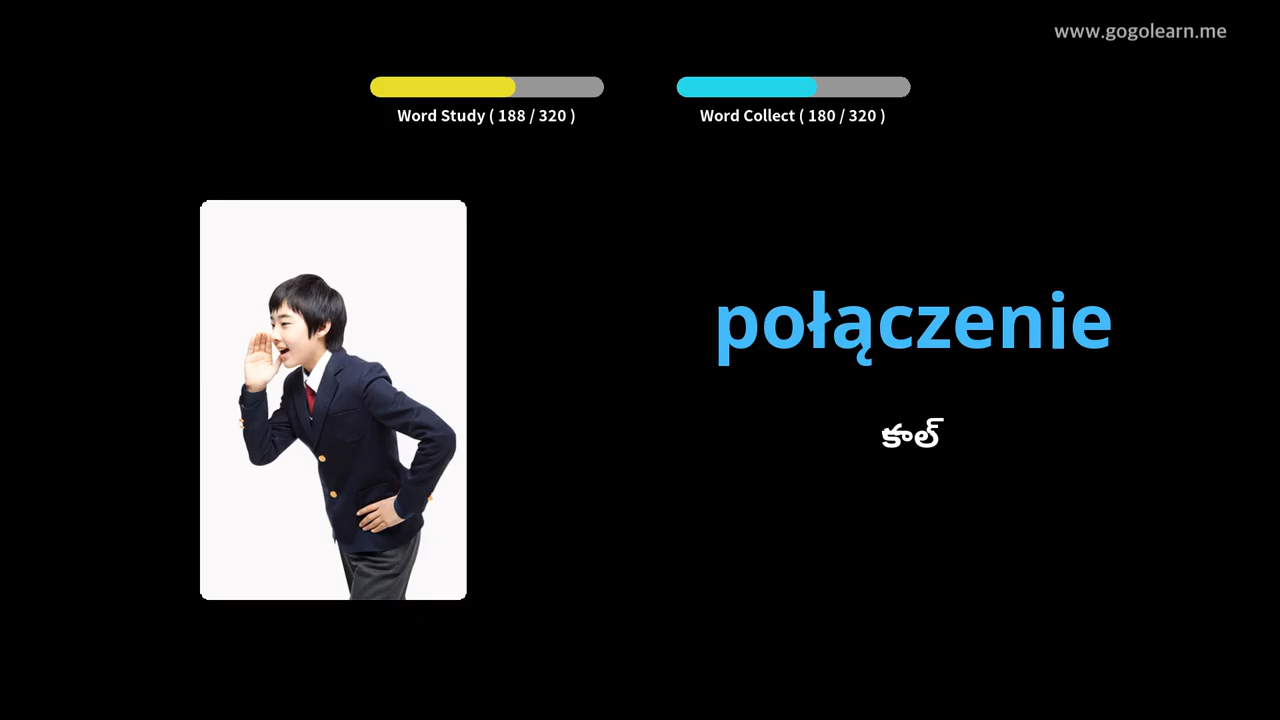 www.gogolearn.me
Word Study ( 188 / 320 )
Word Collect ( 180 / 320 )
połączenie
కాల్